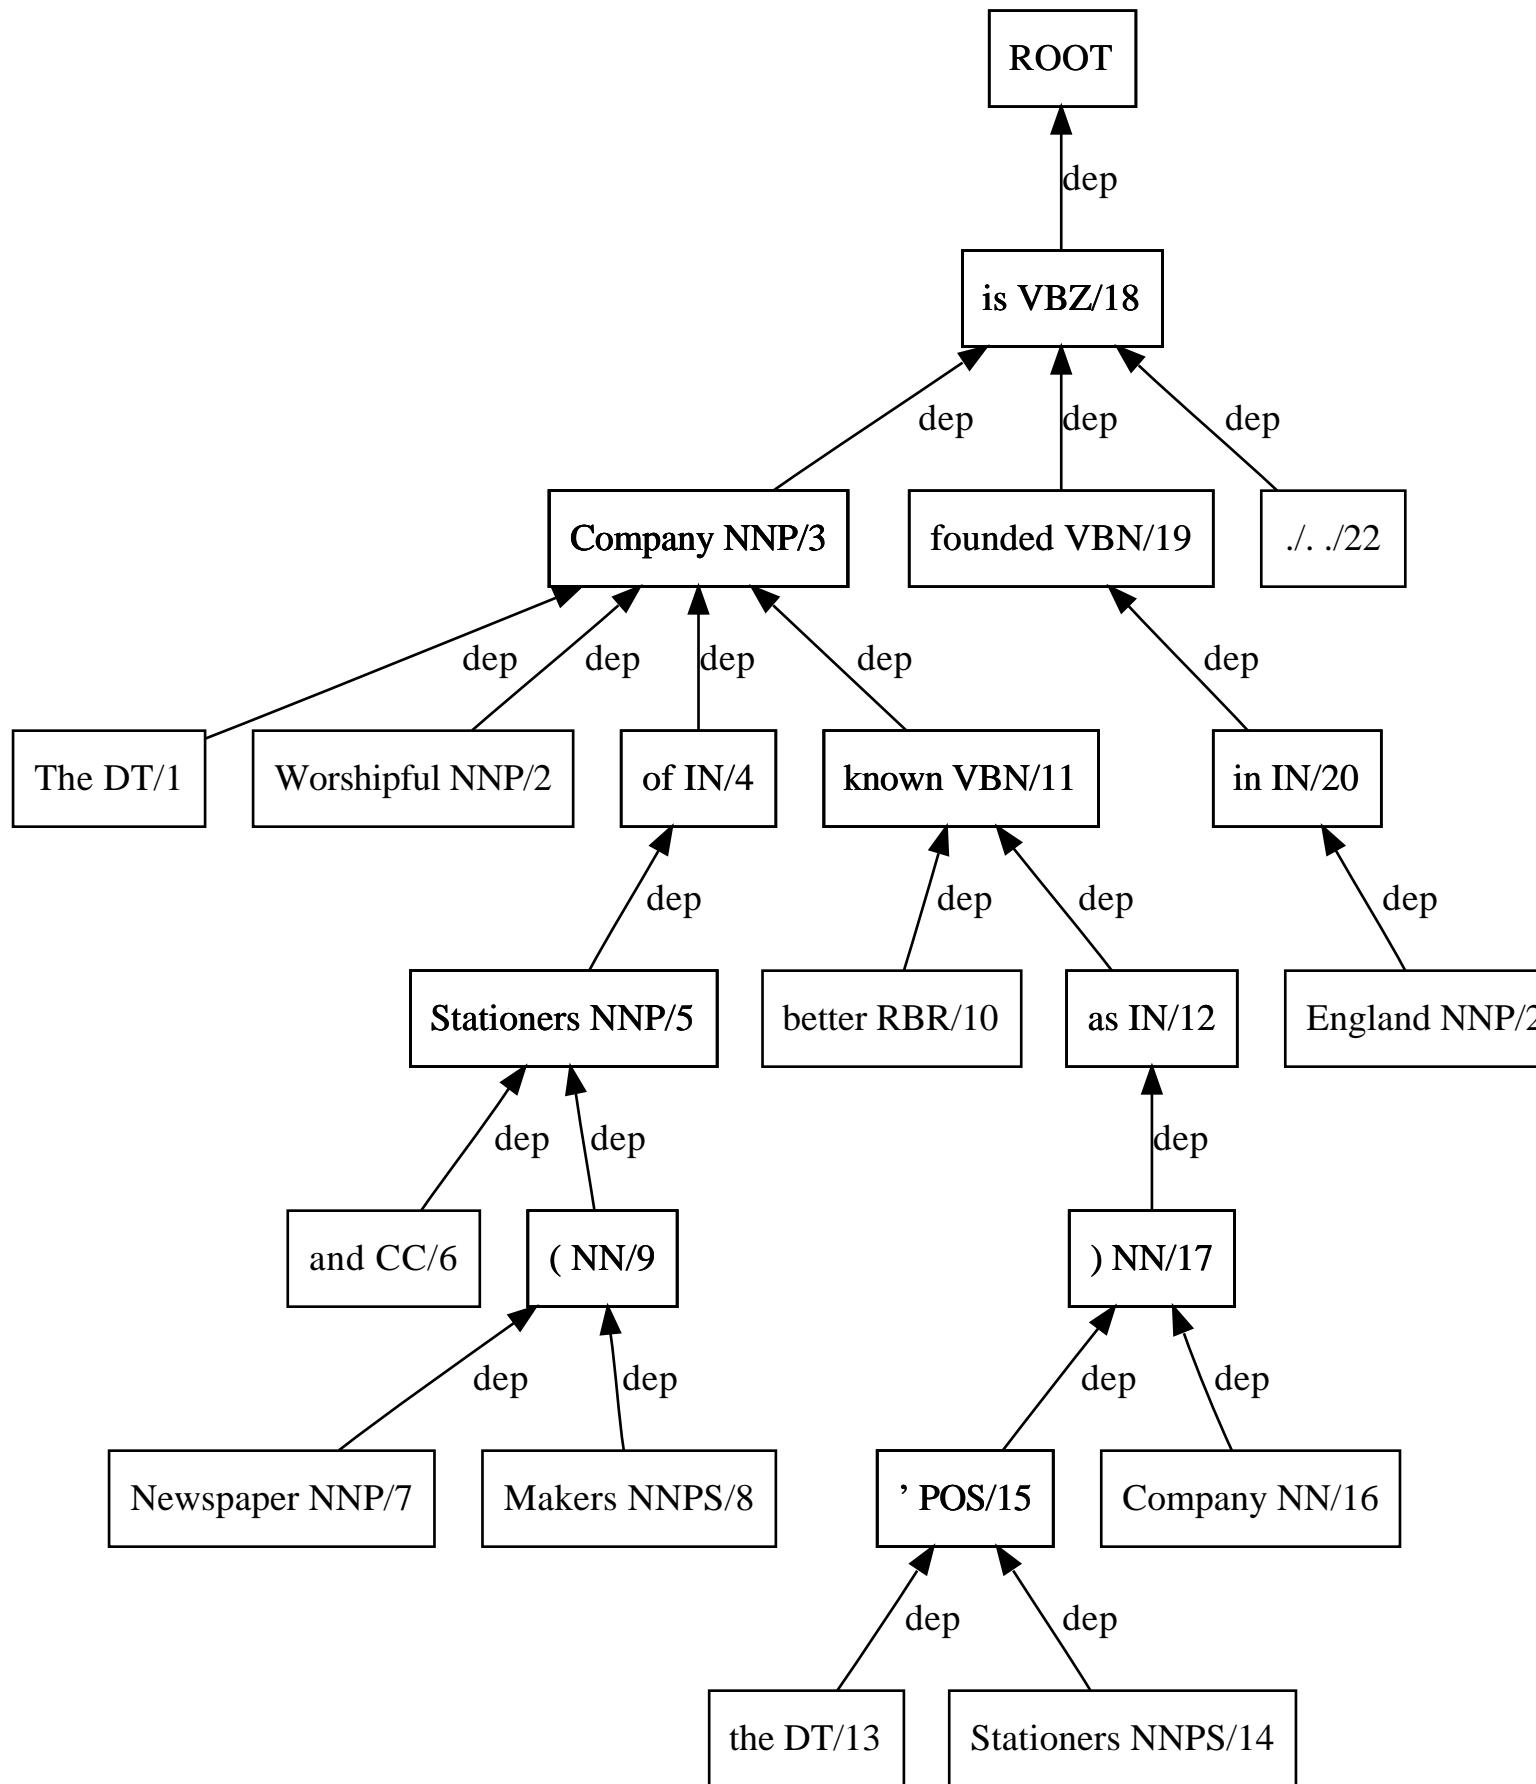 ROOT
dep
is VBZ/18
dep dep dep
Company NNP/3 founded VBN/19 ./. ./22
dep dep dep dep dep
The DT/1 Worshipful NNP/2 of IN/4 known VBN/11 in IN/20
dep dep dep dep
Stationers NNP/5 better RBR/10 as IN/12 England NNP/2
dep dep dep
and CC/6 ( NN/9 ) NN/17
dep dep dep dep
Newspaper NNP/7 Makers NNPS/8 ’ POS/15 Company NN/16
dep dep
the DT/13 Stationers NNPS/14